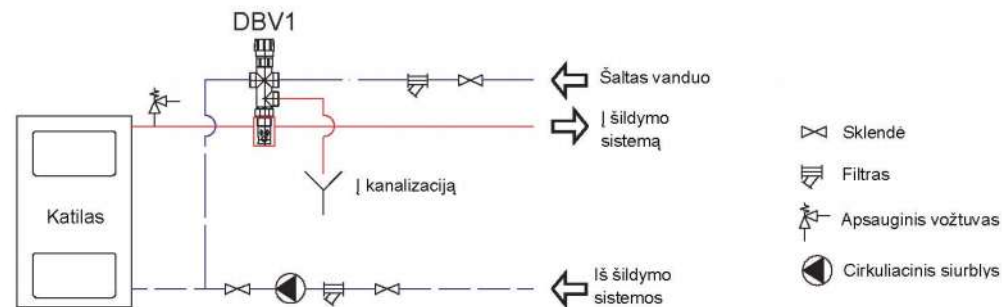 DBV1
Šaltas vanduo
Į šildymo
sistemą
Į kanalizaciją
Katilas
Iš šildymo
sistemos
Sklendė
Filtras
Apsauginis vožtuvas
Cirkuliacinis siurblys